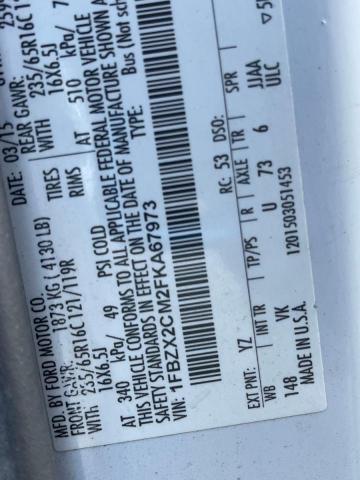 BY FORD MOTOR CO. DATE: 03/15
FRONT GAWR: REAR GAWR:
1873 KG ( 4130 LB)
235/65R16C 121/119R TIRES 235/65R16C
16X6.5J RIMS WITH 16X6.5J
AT 340 kPa/ 49 PSI COLD AT 510 kPa/
THIS VEHICLE CONFORMS TO ALL APPLICABLE FEDERAL MOTOR VEHICLE
SAFETY STANDARDS IN EFFECT ON THE DATE OF MANUFACTURE SHOWN
VIN: 1FBZX2CM2FKA67973 TYPE: Bus (Not
EXT PNT: YZ RC: 53 DSO:
WB INT TR TP/PS R AXLE TR SPR
148 VK U 73 6 JJAA
MADE IN U.S.A. 1201503051453 ULC